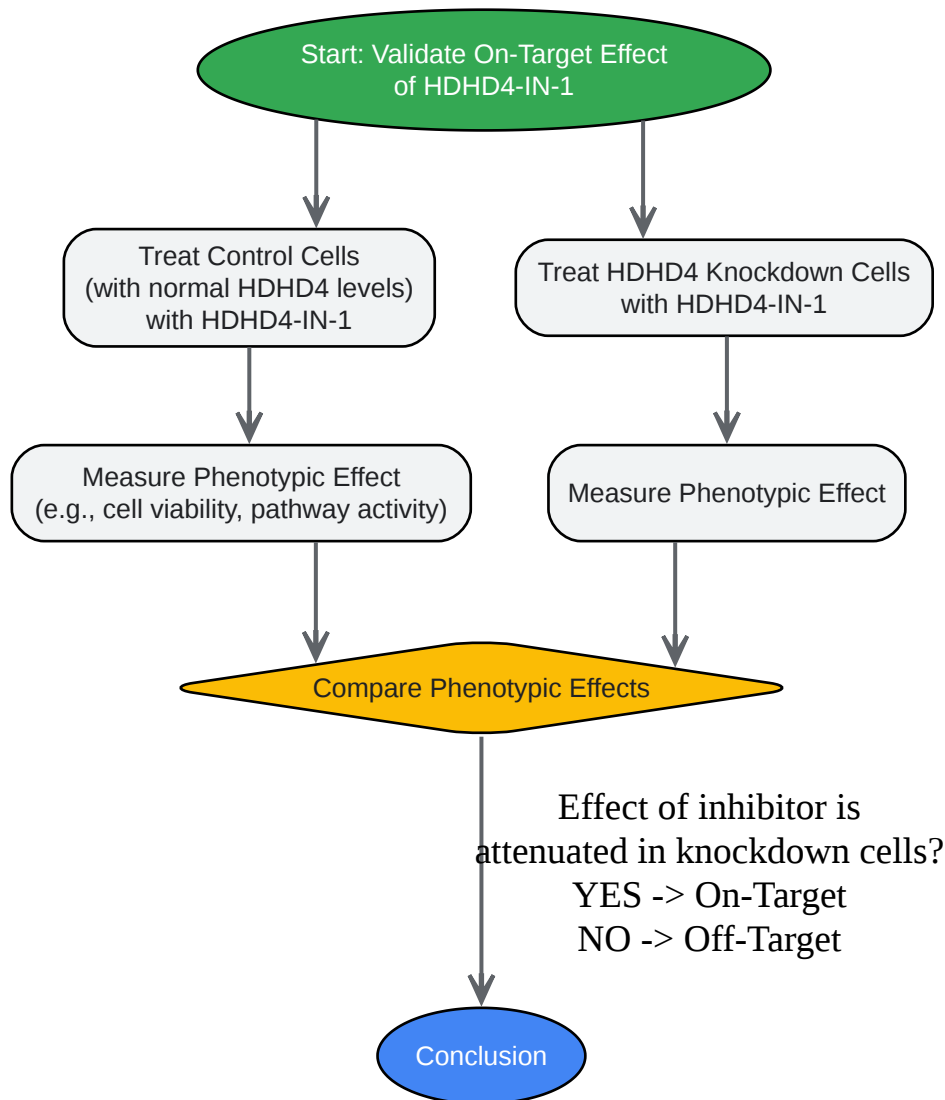 Start: Validate On-Target Effect
of HDHD4-IN-1
Treat Control Cells
(with normal HDHD4 levels)
with HDHD4-IN-1
Treat HDHD4 Knockdown Cells
with HDHD4-IN-1
Measure Phenotypic Effect
(e.g., cell viability, pathway activity)
Measure Phenotypic Effect
Compare Phenotypic Effects
Effect of inhibitor is
attenuated in knockdown cells?
YES -> On-Target
NO -> Off-Target
Conclusion